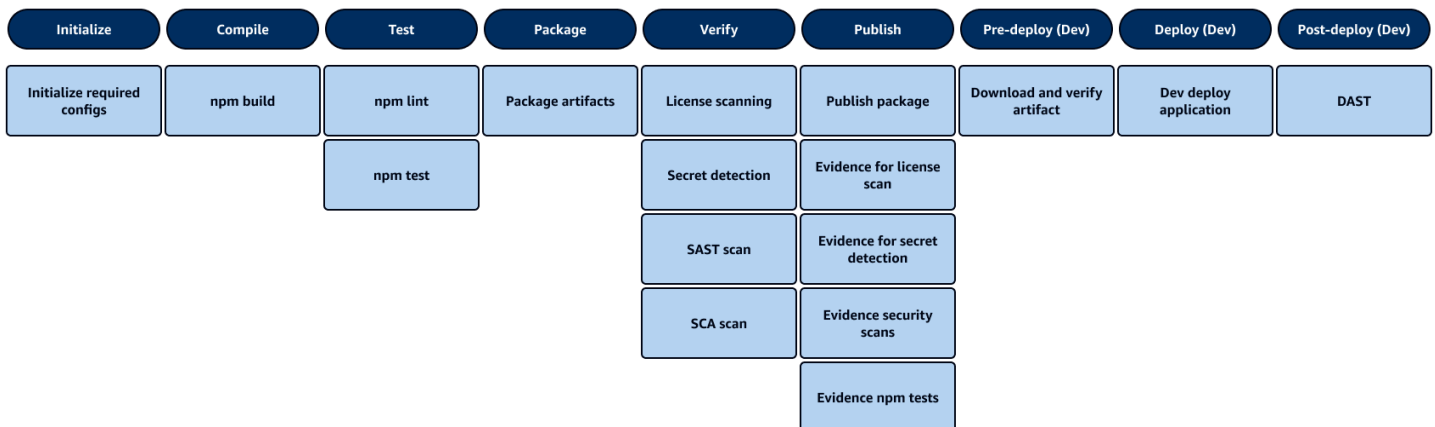 Initialize
Compile
Test
Package
Verify
Publish
Pre-deploy (Dev)
Deploy (Dev)
Post-deploy (Dev)
Initialize required
configs
npm build
npm lint
Package artifacts
License scanning
Publish package
Download and verify
artifact
Dev deploy
application
DAST
npm test
Secret detection
Evidence for license
scan
SAST scan
Evidence for secret
detection
SCA scan
Evidence security
scans
Evidence npm tests